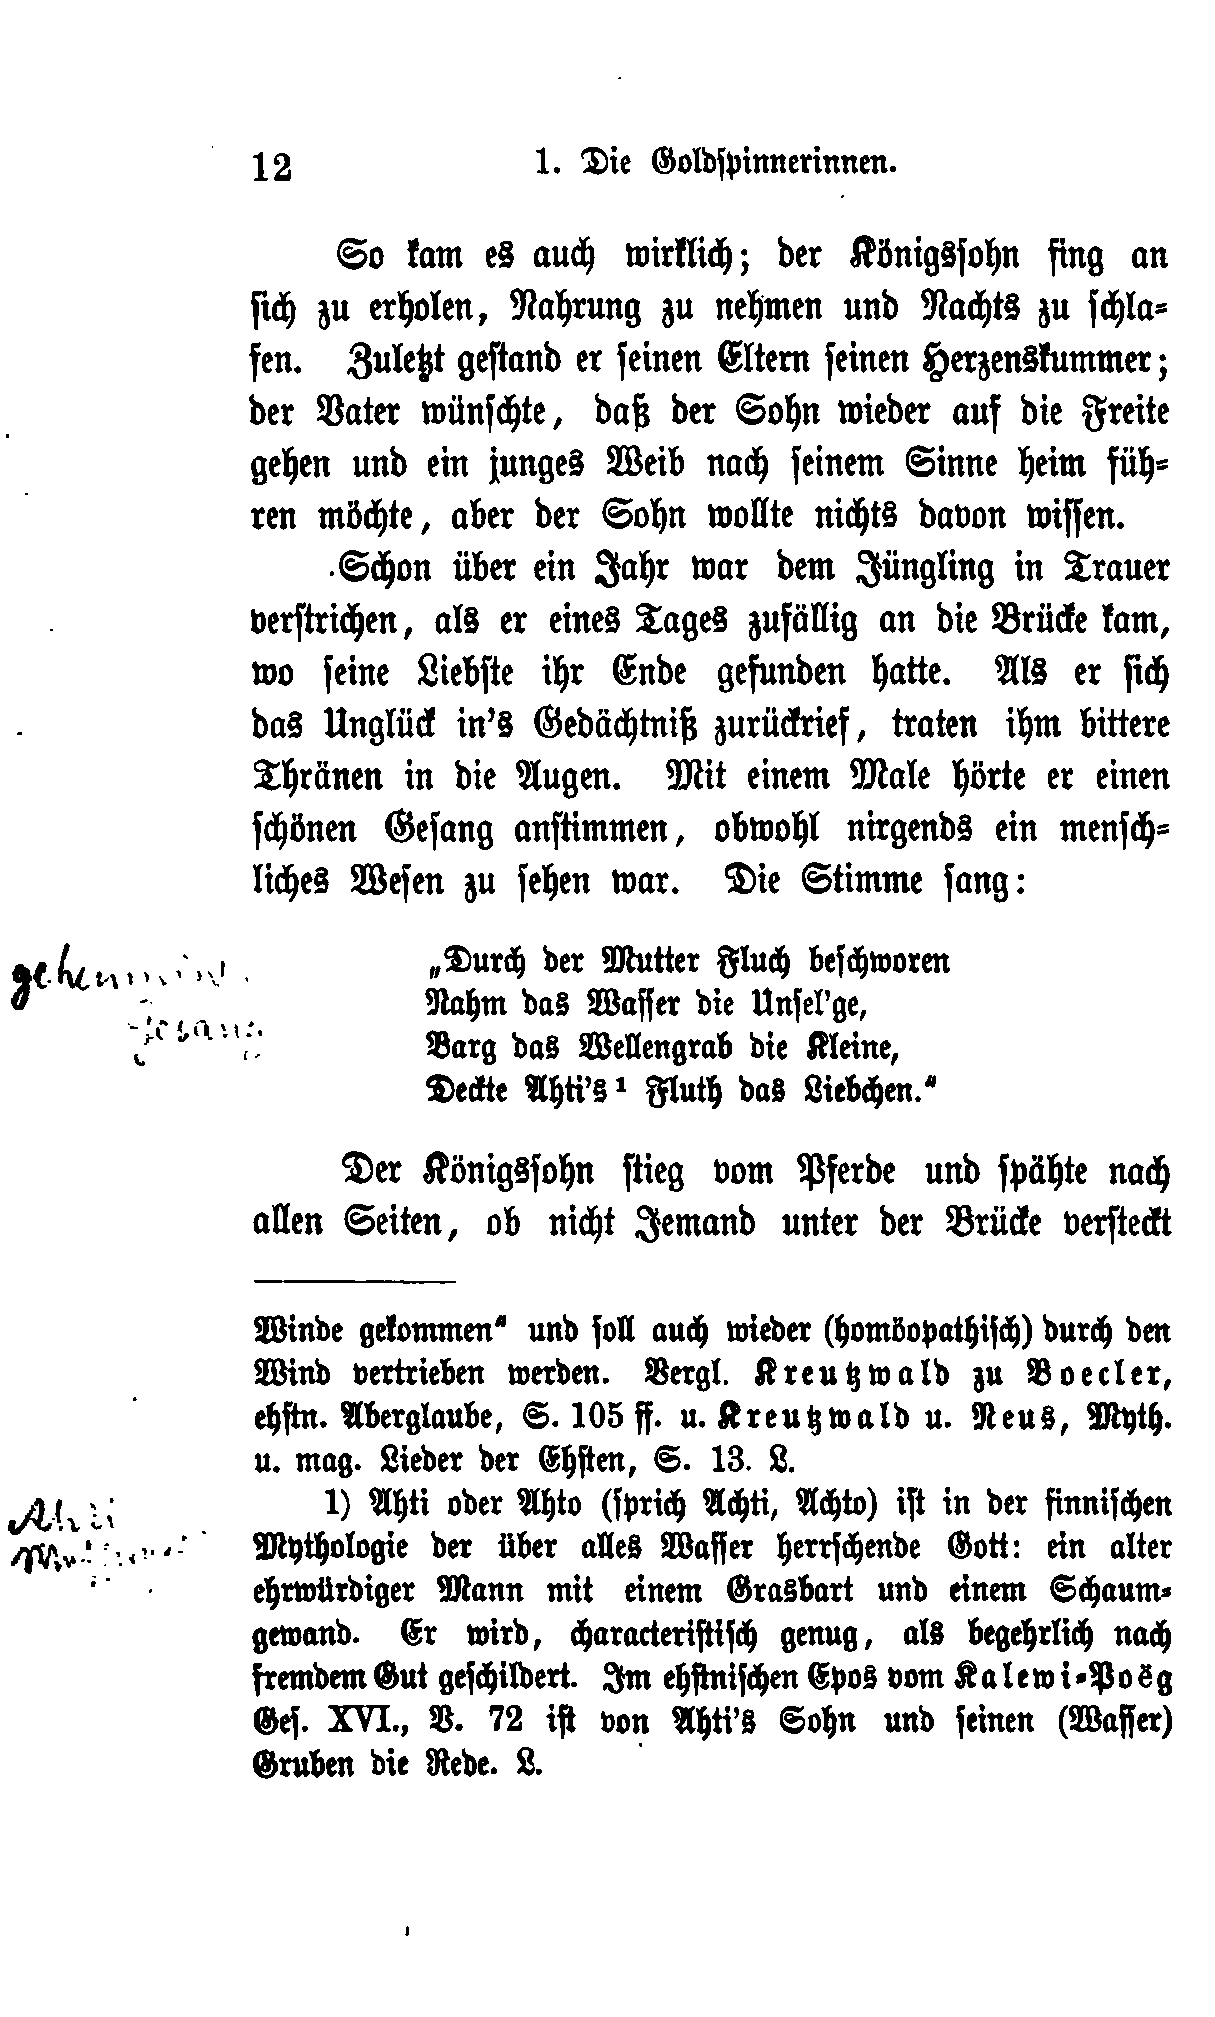 12 1. Die Goldspinnerinnen.
So kam es auch wirklich; der Königssohn fing an
sich zu erholen, Nahrung zu nehmen und Nachts zu schla-
fen. Zuletzt gestand er seinen Eltern seinen Herzenskummer;
der Vater wünschte, daß der Sohn wieder auf die Freite
gehen und ein junges Weib nach seinem Sinne heim füh-
ren möchte, aber der Sohn wollte nichts davon wissen.
Schon über ein Jahr war dem Jüngling in Trauer
verstrichen, als er eines Tages zufällig an die Brücke kam,
wo seine Liebste ihr Ende gefunden hatte. Als er sich
das Unglück in's Gedächtniß zurückrief, traten ihm bittere
Thränen in die Augen. Mit einem Male hörte er einen
schönen Gesang anstimmen, obwohl nirgends ein mensch-
liches Wesen zu sehen war. Die Stimme sang:
„Durch der Mutter Fluch beschworen
Nahm das Wasser die Unsel'ge,
Barg das Wellengrab die Kleine,
Deckte Ahti's¹ Fluth das Liebchen.“
Der Königssohn stieg vom Pferde und spähte nach
allen Seiten, ob nicht Jemand unter der Brücke versteckt
Winde gekommen“ und soll auch wieder (homöopathisch) durch den
Wind vertrieben werden. Vergl. Kreutzwald zu Boecler,
ehstn. Aberglaube, S. 105 ff. u. Kreutzwald u. Neus, Myth.
u. mag. Lieder der Ehsten, S. 13. L.
1) Ahti oder Ahto (sprich Achti, Achto) ist in der finnischen
Mythologie der über alles Wasser herrschende Gott: ein alter
ehrwürdiger Mann mit einem Grasbart und einem Schaum-
gewand. Er wird, characteristisch genug, als begehrlich nach
fremdem Gut geschildert. Im ehstnischen Epos vom Kalewi-Poëg
Ges. XVI., V. 72 ist von Ahti's Sohn und seinen (Wasser)
Gruben die Rede. L.
Ahti